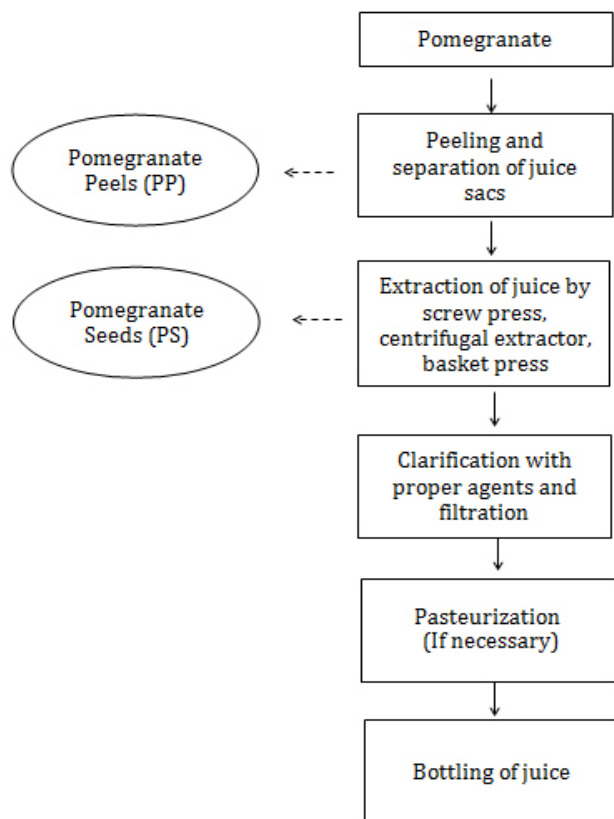 Pomegranate
Peeling and
separation of juice
sacs
Pomegranate
Peels (PP)
Extraction of juice by
screw press,
centrifugal extractor,
basket press
Pomegranate
Seeds (PS)
Clarification with
proper agents and
filtration
Pasteurization
(If necessary)
Bottling of juice